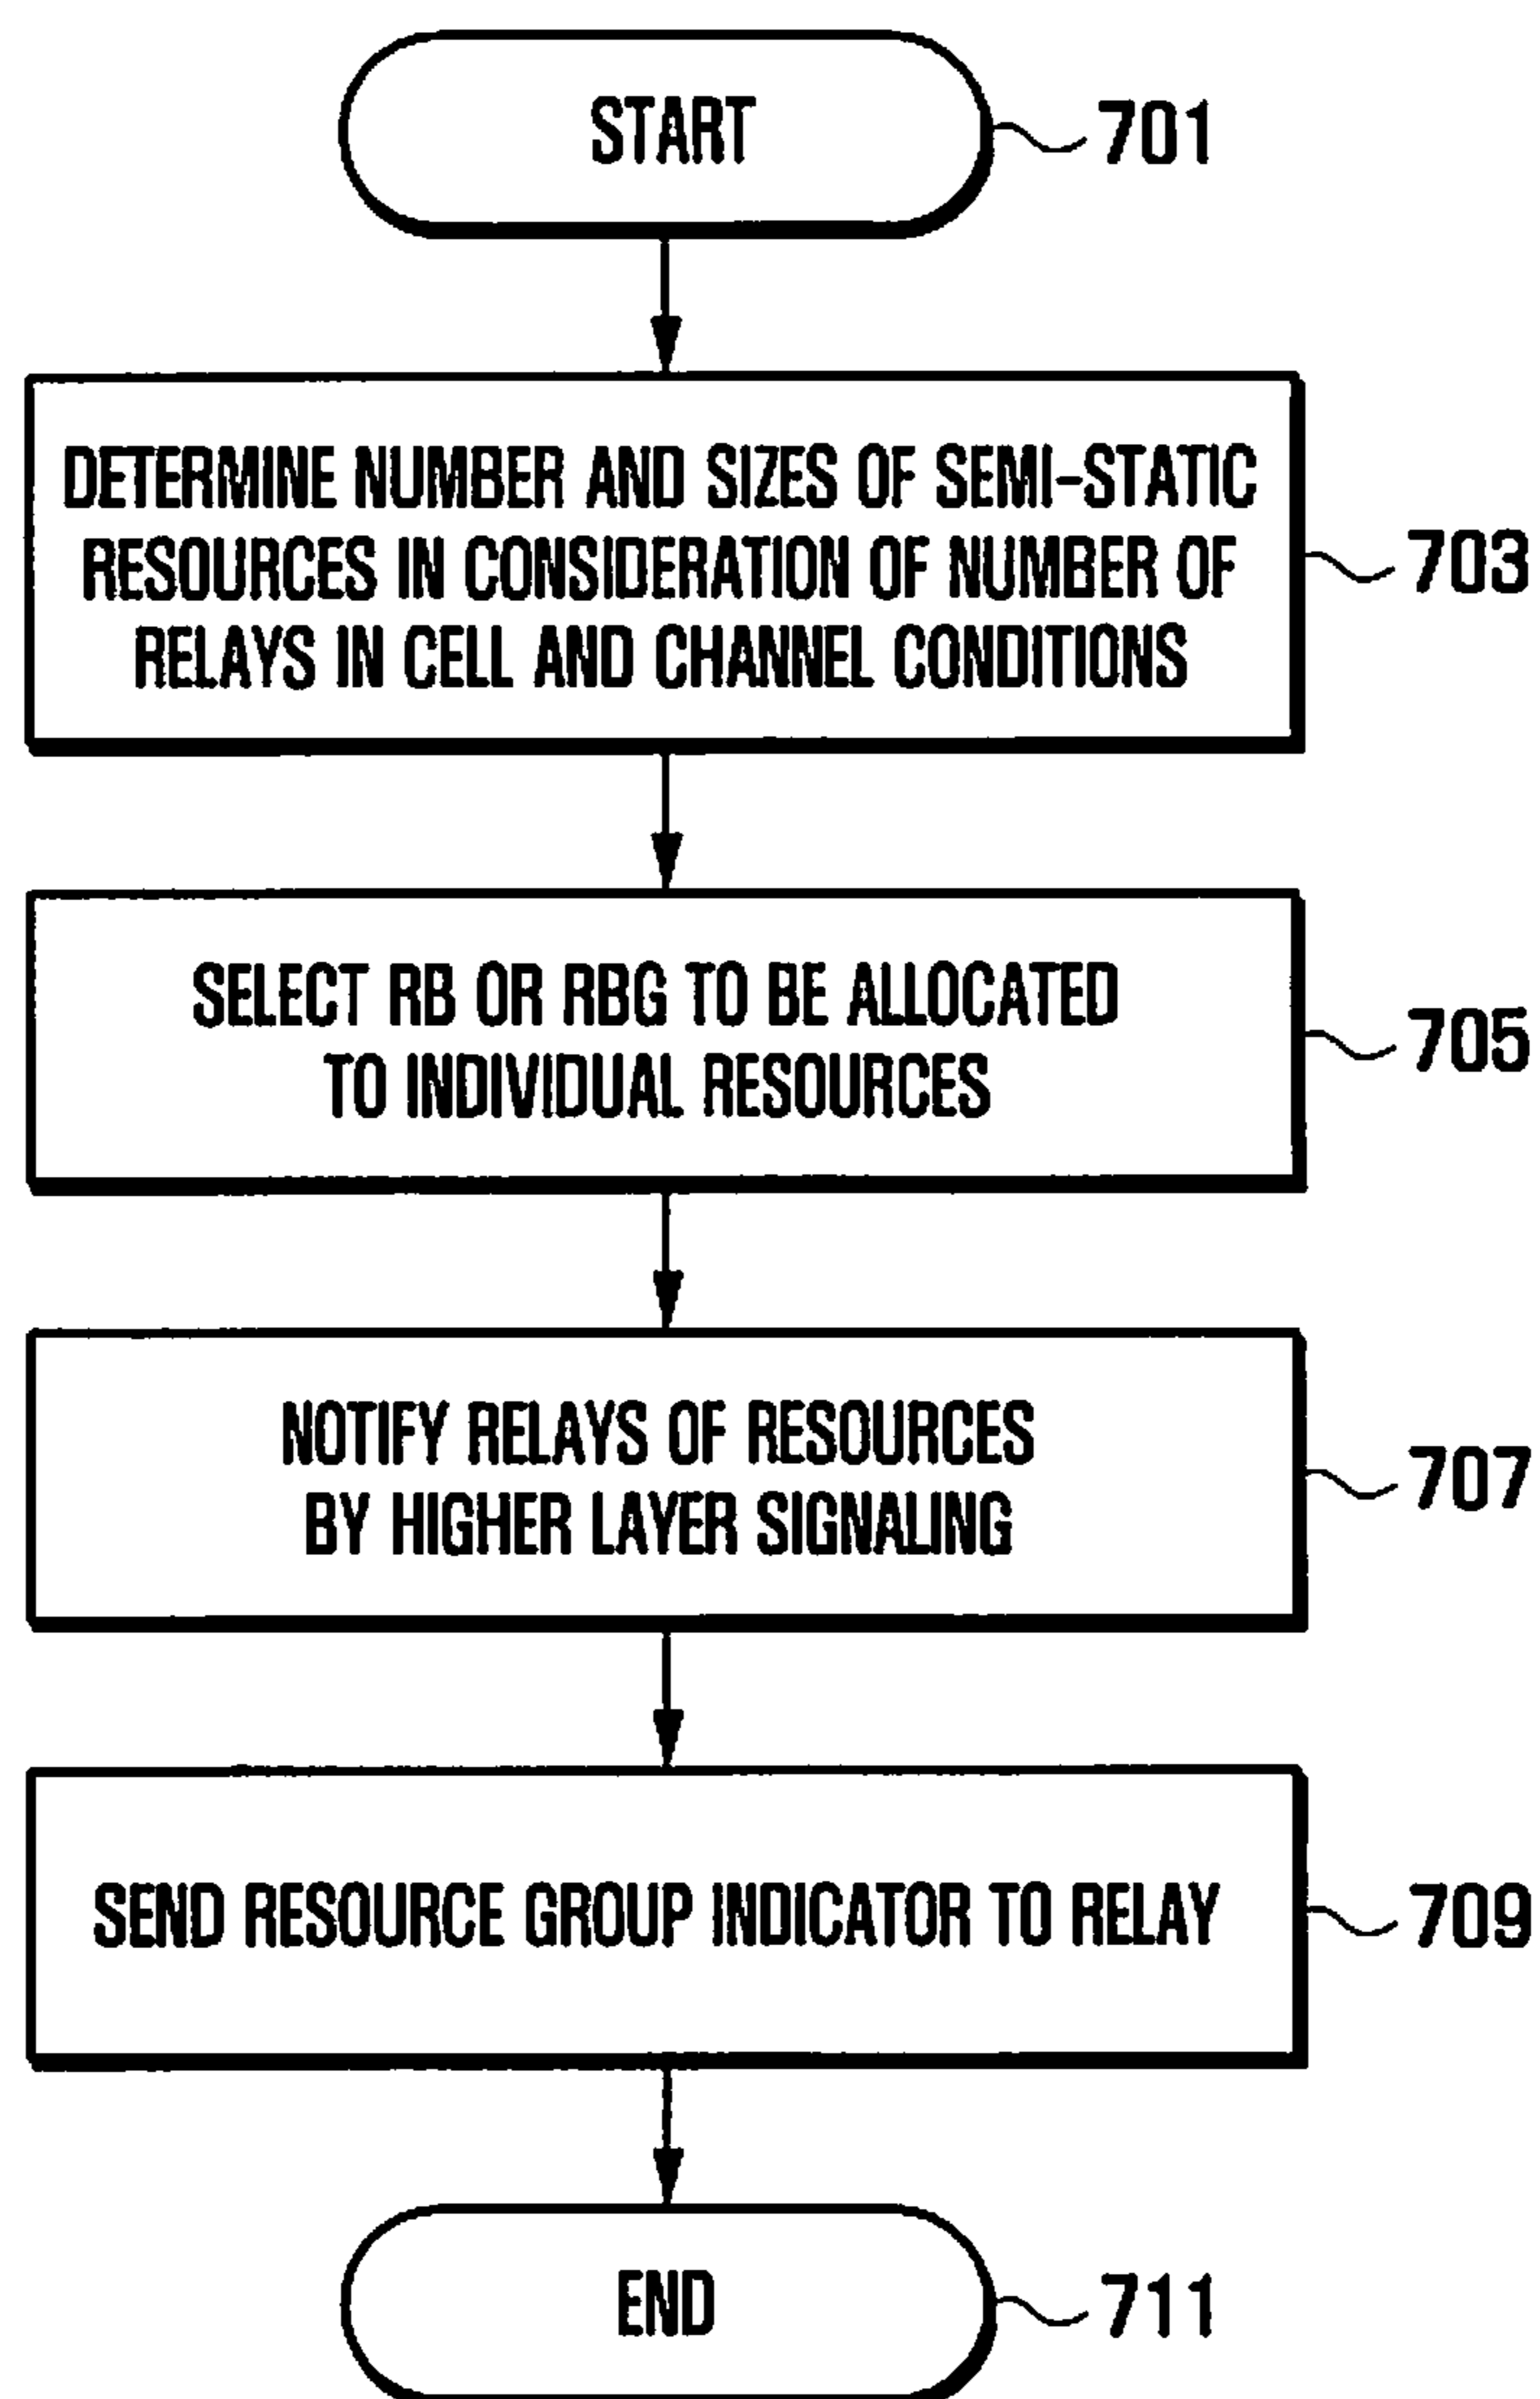 START
701
DETERMINE NUMBER AND SIZES OF SEMI-STATIC
RESOURCES IN CONSIDERATION OF NUMBER OF
RELAYS IN CELL AND CHANNEL CONDITIONS
703
SELECT RB OR RBG TO BE ALLOCATED
TO INDIVIDUAL RESOURCES
705
NOTIFY RELAYS OF RESOURCES
BY HIGHER LAYER SIGNALING
707
SEND RESOURCE GROUP INDICATOR TO RELAY
709
END
711